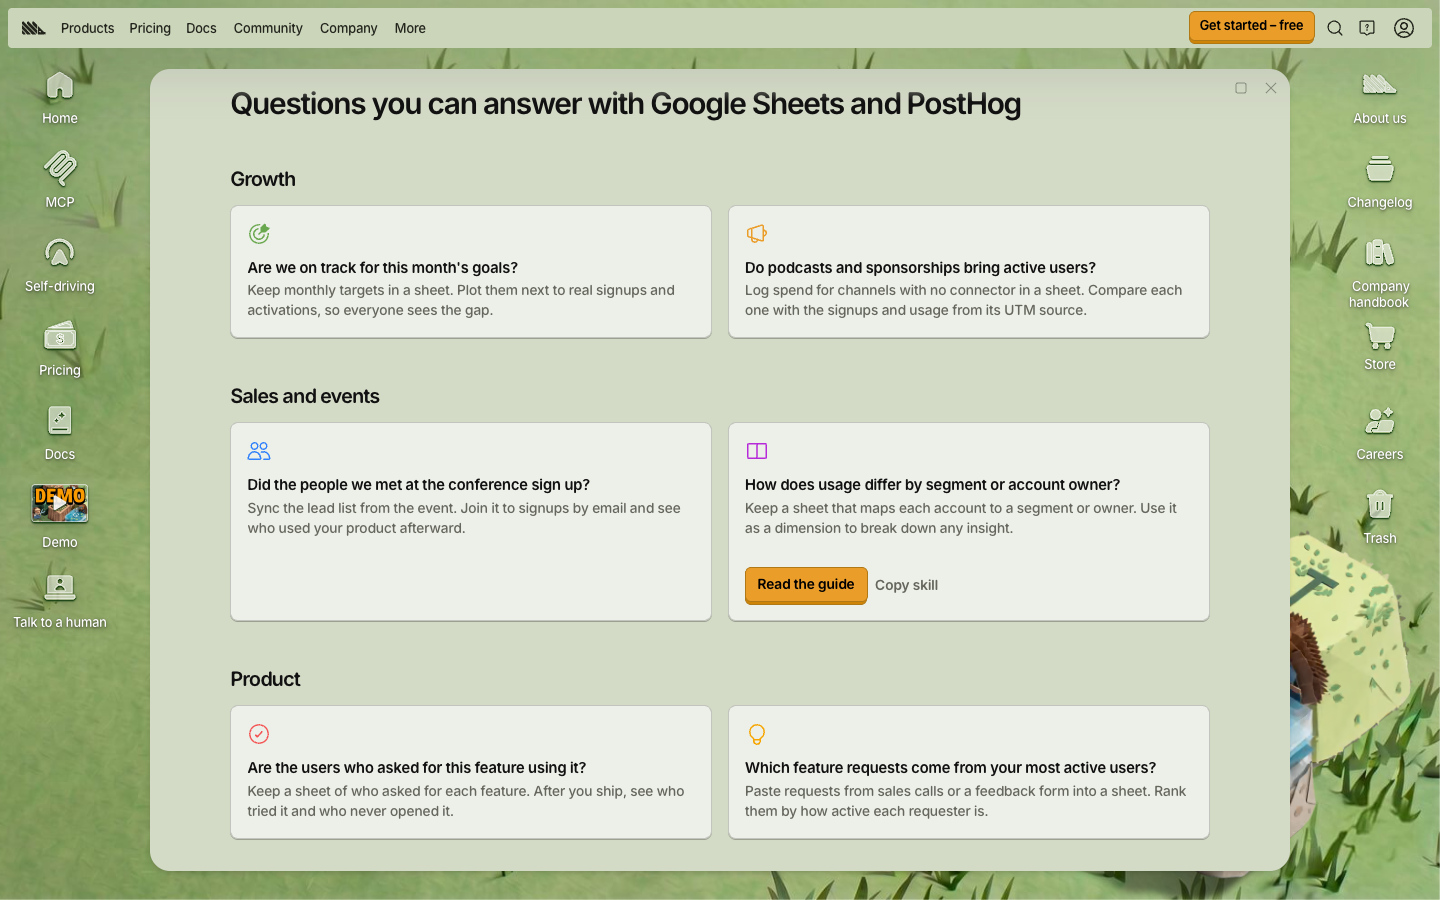 Products Pricing Docs Community Company More
Get started – free
Home
MCP
Self-driving
Pricing
Docs
DEMO
Demo
Talk to a human
Questions you can answer with Google Sheets and PostHog
Growth
Are we on track for this month's goals?
Keep monthly targets in a sheet. Plot them next to real signups and
activations, so everyone sees the gap.
Do podcasts and sponsorships bring active users?
Log spend for channels with no connector in a sheet. Compare each
one with the signups and usage from its UTM source.
Sales and events
Did the people we met at the conference sign up?
Sync the lead list from the event. Join it to signups by email and see
who used your product afterward.
How does usage differ by segment or account owner?
Keep a sheet that maps each account to a segment or owner. Use it
as a dimension to break down any insight.
Read the guide
Copy skill
Product
Are the users who asked for this feature using it?
Keep a sheet of who asked for each feature. After you ship, see who
tried it and who never opened it.
Which feature requests come from your most active users?
Paste requests from sales calls or a feedback form into a sheet. Rank
them by how active each requester is.
About us
Changelog
Company
handbook
Store
Careers
Trash